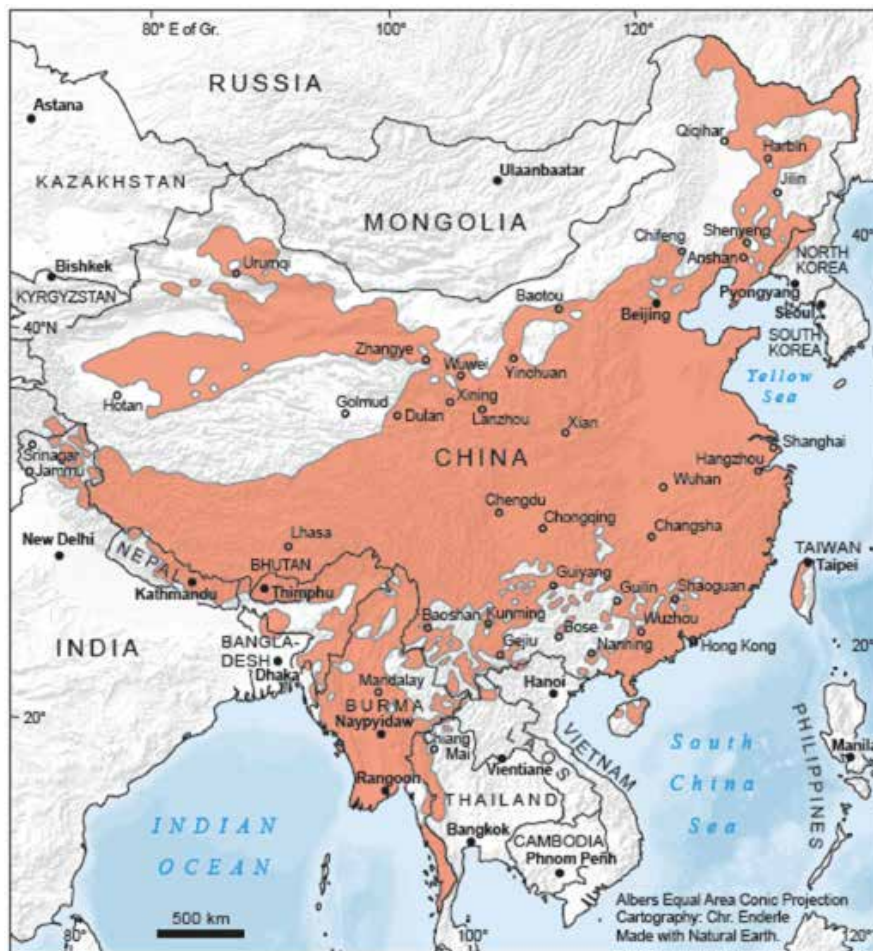 80° E of Gr.
100°
120°
RUSSIA
Astana
Qiqihar
Harbin
Ulaanbaatar
KAZAKHSTAN
Jilin
MONGOLIA
Shenyeng
40°
Chifeng
Anshan
NORTH
KOREA
Urumqi
Bishkek
Pyongyang
Baotou
Beijing
KYRGYZSTAN
Seoul
40°N
SOUTH
KOREA
Zhangye
Wuwei
Yinchuan
Yellow
Sea
Hotan
Golmud
Xining
Dulan
Lanzhou
Xian
Srinagar
Jammu
CHINA
Shanghai
Hangzhou
Wuhan
Chengdu
Chongqing
Changsha
New Delhi
Lhasa
NEPAL
BHUTAN
TAIWAN
Taipei
Kathmandu
Thimphu
Guiyang
Guilin
Shaoguan
Baoshan
Kunming
Bose
Wuzhou
INDIA
BANGLA-
DESH
Gejiu
Nanning
Hong Kong
20°
Dhaka
Mandalay
Hanoi
BURMA
20°
Naypyidaw
Chiang
Mai
LAOS
VIETNAM
South
China
Sea
PHILIPPINES
Manila
Vientiane
Rangoon
THAILAND
INDIAN
OCEAN
Bangkok
CAMBODIA
Phnom Penh
Albers Equal Area Conic Projection
Cartography: Chr. Enderle
Made with Natural Earth.
500 km
80°
100°
120°